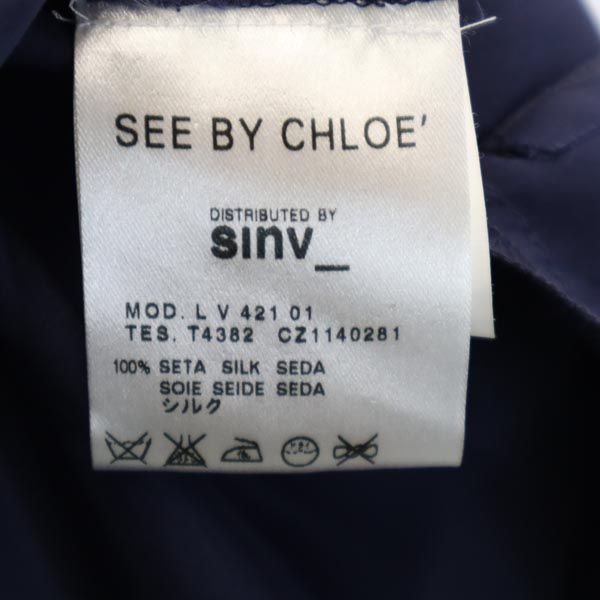 SEE BY CHLOE'
DISTRIBUTED BY
sinv_
MOD. L V 421 01
TES. T4382 CZ1140281
100% SETA SILK SEDA
SOIE SEIDE SEDA
シルク